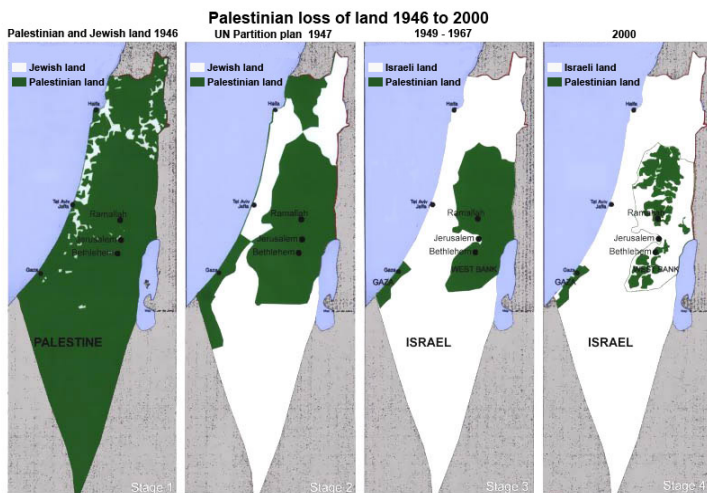 Palestinian loss of land 1946 to 2000
Palestinian and Jewish land 1946
Jewish land
Palestinian land
Haifa
Tel Aviv
Jaffa
Ramallah
Jerusalem
Bethlehem
Gaza
PALESTINE
Stage 1
UN Partition plan 1947
Jewish land
Palestinian land
Haifa
Tel Aviv
Jaffa
Ramallah
Jerusalem
Bethlehem
Gaza
Stage 2
1949 - 1967
Israeli land
Palestinian land
Haifa
Tel Aviv
Jaffa
Ramallah
Jerusalem
Bethlehem
Gaza
WEST BANK
GAZA
ISRAEL
Stage 3
2000
Israeli land
Palestinian land
Haifa
Tel Aviv
Jaffa
Ramallah
Jerusalem
Bethlehem
Gaza
WEST BANK
GAZA
ISRAEL
Stage 4